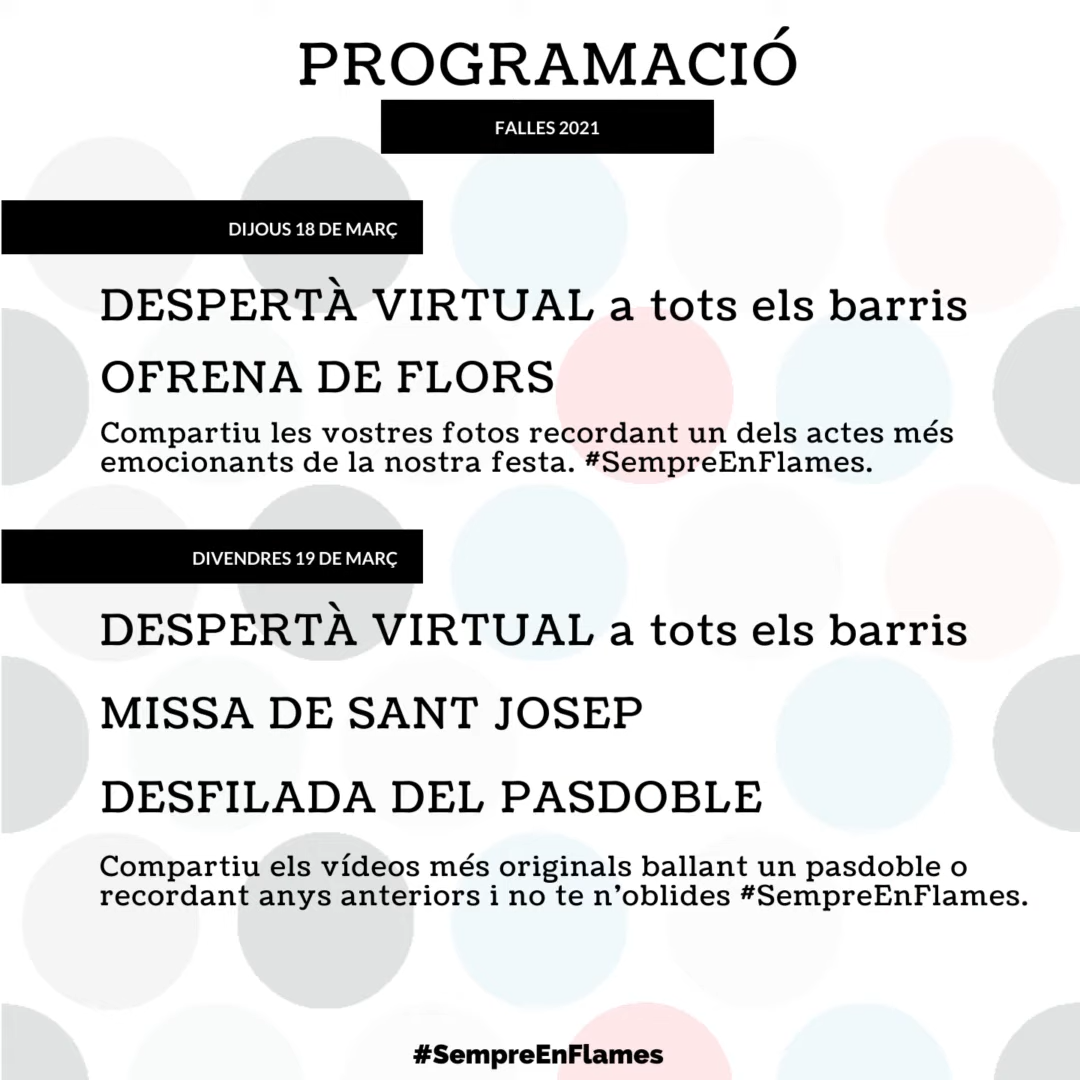 PROGRAMACIÓ
FALLES 2021
DIJOUS 18 DE MARÇ
DESPERTÀ VIRTUAL a tots els barris
OFRENA DE FLORS
Compartiu les vostres fotos recordant un dels actes més
emocionants de la nostra festa. #SempreEnFlames.
DIVENDRES 19 DE MARÇ
DESPERTÀ VIRTUAL a tots els barris
MISSA DE SANT JOSEP
DESFILADA DEL PASDOBLE
Compartiu els vídeos més originals ballant un pasdoble o
recordant anys anteriors i no te n'oblides #SempreEnFlames.
#SempreEnFlames